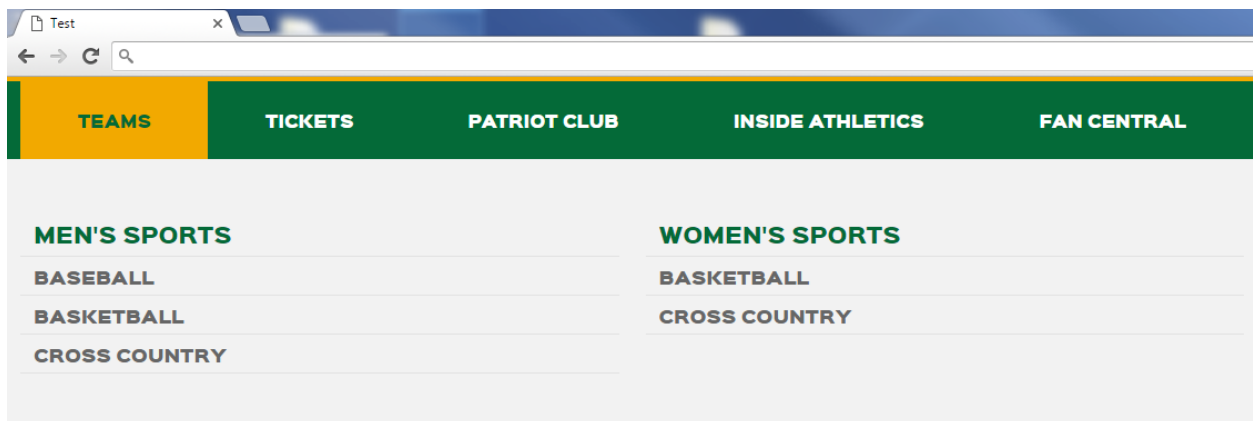 Test
TEAMS TICKETS PATRIOT CLUB INSIDE ATHLETICS FAN CENTRAL
MEN'S SPORTS
BASEBALL
BASKETBALL
CROSS COUNTRY
WOMEN'S SPORTS
BASKETBALL
CROSS COUNTRY